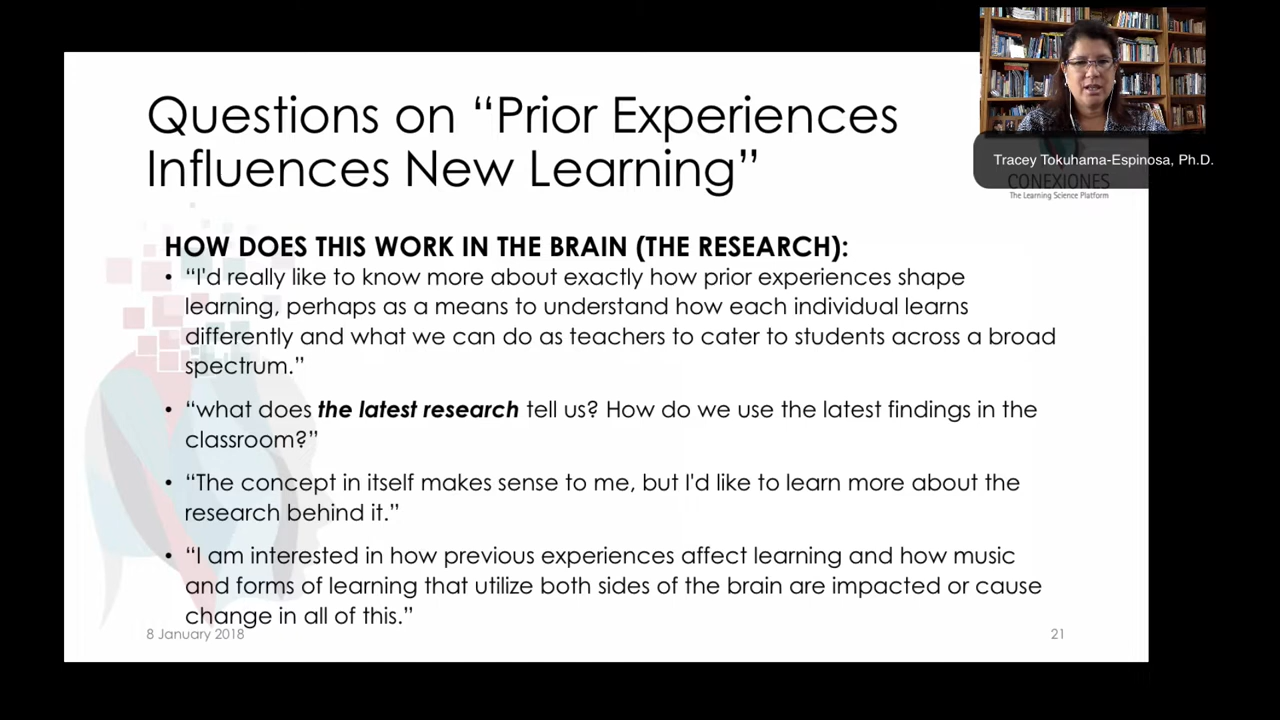 Questions on “Prior Experiences
Influences New Learning”
Tracey Tokuhama-Espinosa, Ph.D.
CONEXIONES
The Learning Science Platform
HOW DOES THIS WORK IN THE BRAIN (THE RESEARCH):
• “I'd really like to know more about exactly how prior experiences shape
learning, perhaps as a means to understand how each individual learns
differently and what we can do as teachers to cater to students across a broad
spectrum.”
• “what does the latest research tell us? How do we use the latest findings in the
classroom?”
• “The concept in itself makes sense to me, but I'd like to learn more about the
research behind it.”
• “I am interested in how previous experiences affect learning and how music
and forms of learning that utilize both sides of the brain are impacted or cause
change in all of this.”
8 January 2018
21